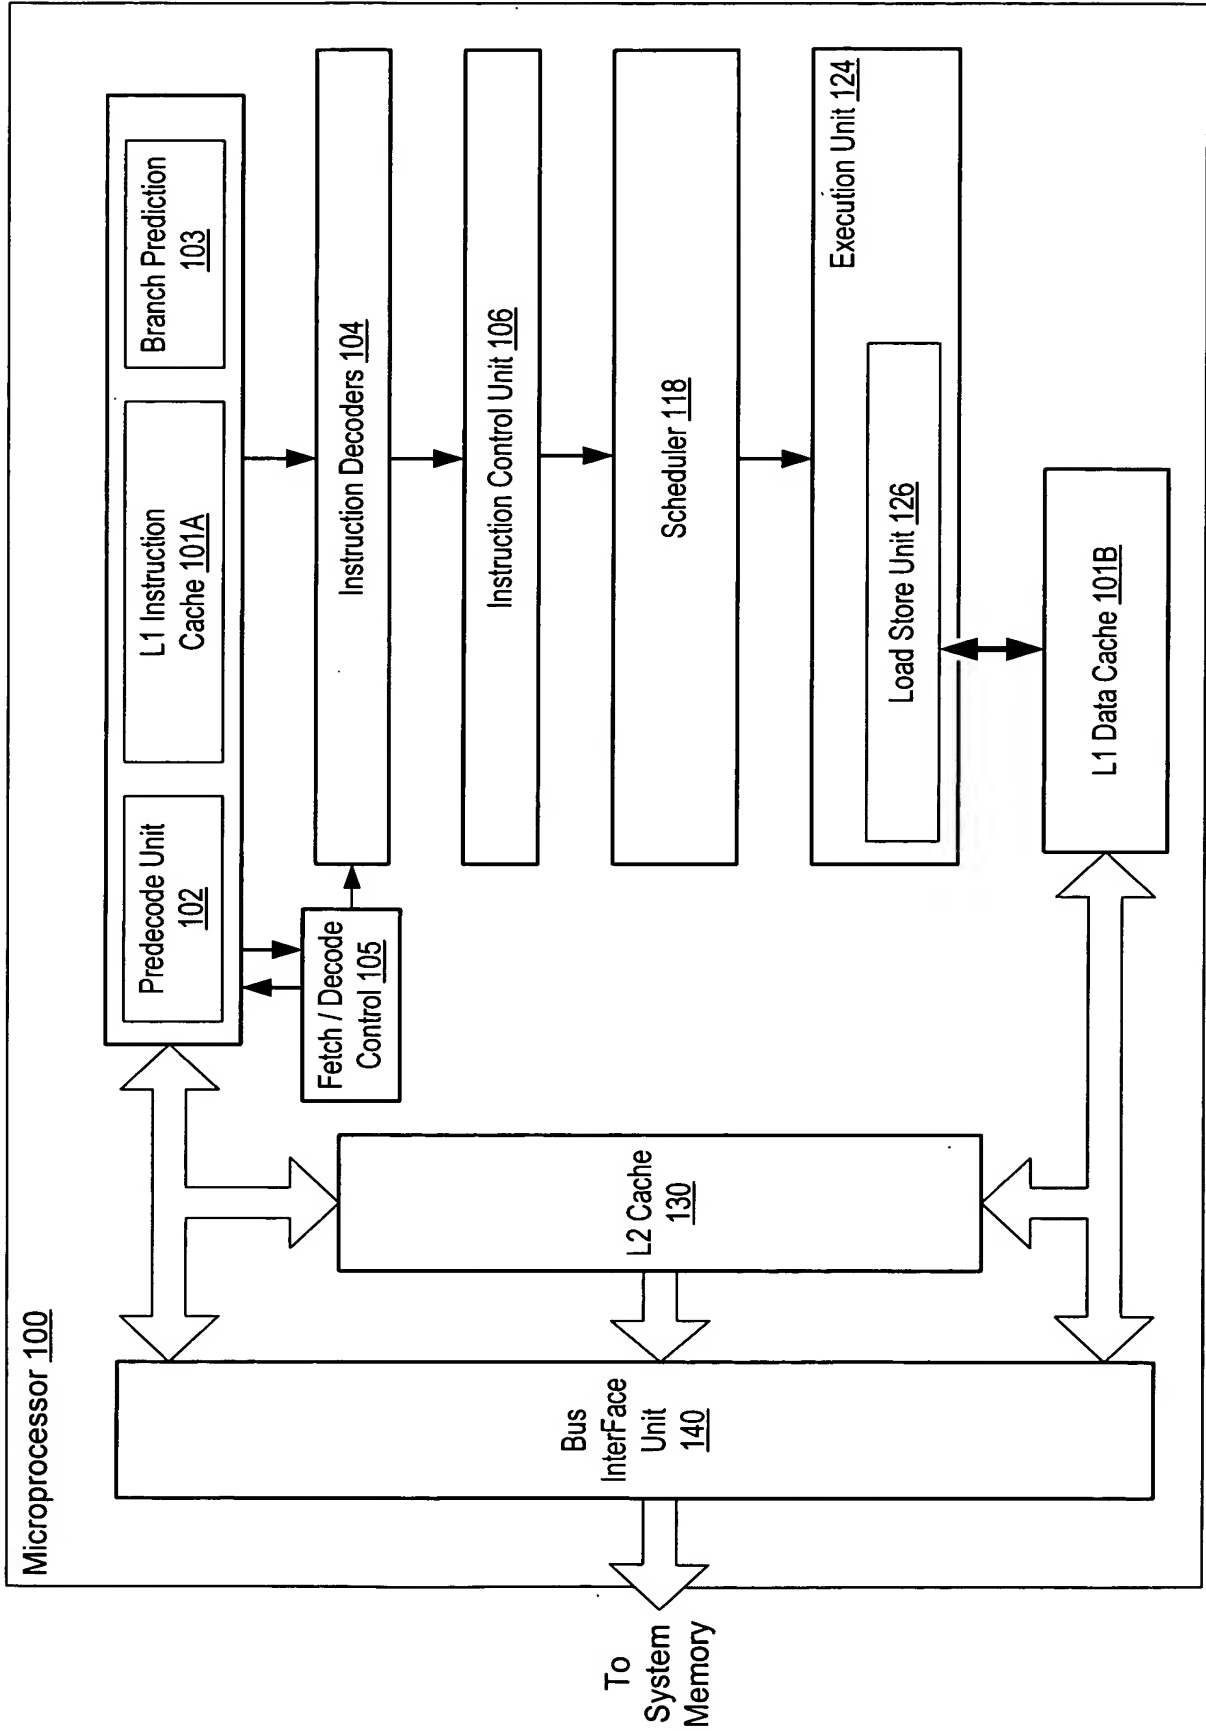 Microprocessor 100
Predecode Unit
102
L1 Instruction
Cache 101A
Branch Prediction
103
Fetch / Decode
Control 105
Instruction Decoders 104
Instruction Control Unit 106
Scheduler 118
Execution Unit 124
Load Store Unit 126
L1 Data Cache 101B
L2 Cache
130
Bus
InterFace
Unit
140
To
System
Memory